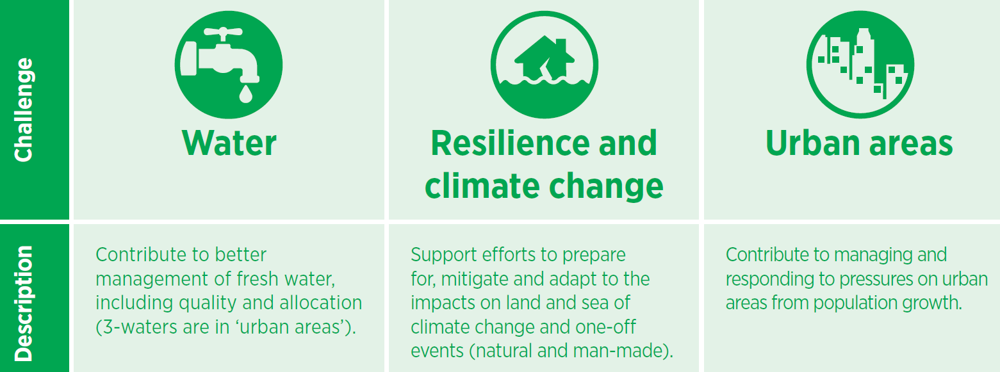 Challenge
Water
Resilience and
climate change
Urban areas
Description
Contribute to better
management of fresh water,
including quality and allocation
(3-waters are in ‘urban areas’).
Support efforts to prepare
for, mitigate and adapt to the
impacts on land and sea of
climate change and one-off
events (natural and man-made).
Contribute to managing and
responding to pressures on urban
areas from population growth.